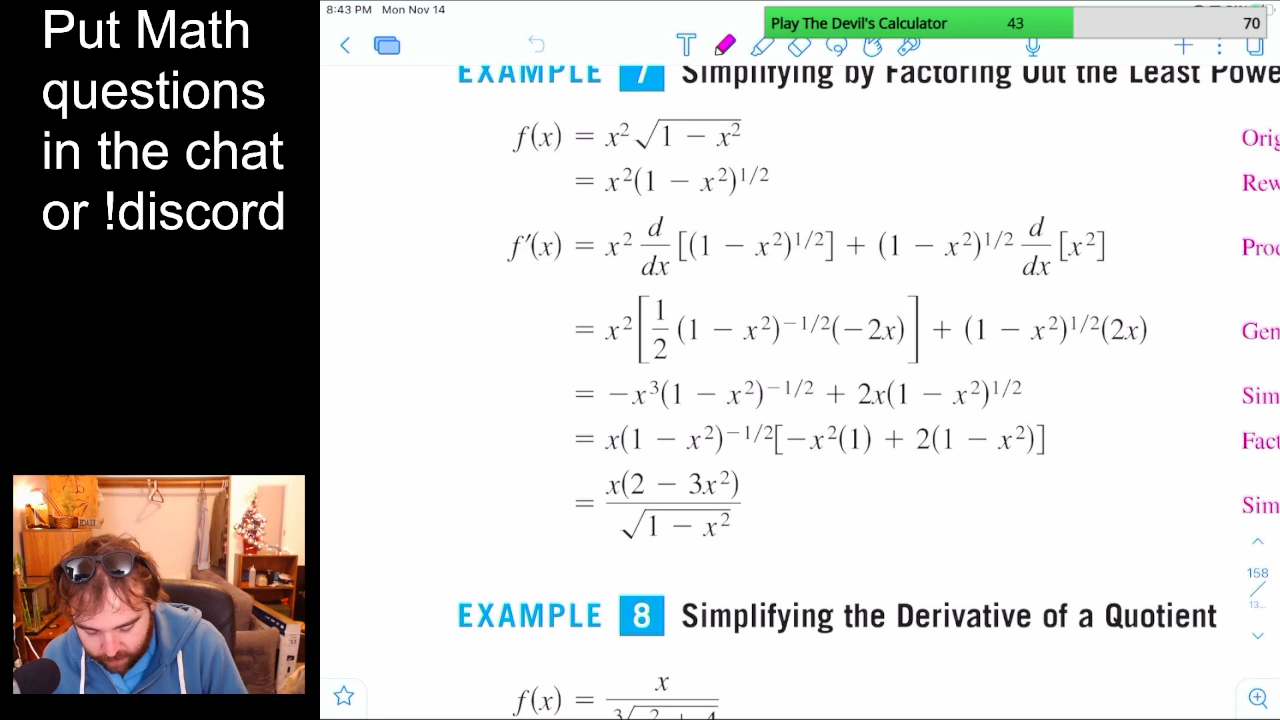 Put Math
questions
in the chat
or !discord
8:43 PM Mon Nov 14
Play The Devil's Calculator 43 70
T
EXAMPLE 7 Simplifying by Factoring Out the Least Powe
f(x) = x²√(1 − x²) Orig
= x²(1 − x²)^1/2 Rew
f′(x) = x² d/dx [(1 − x²)^1/2] + (1 − x²)^1/2 d/dx [x²] Prod
= x² [1/2 (1 − x²)^−1/2(−2x)] + (1 − x²)^1/2(2x) Gen
= −x³(1 − x²)^−1/2 + 2x(1 − x²)^1/2 Sim
= x(1 − x²)^−1/2[−x²(1) + 2(1 − x²)] Fact
= x(2 − 3x²) / √(1 − x²) Sim
158
13...
EXAMPLE 8 Simplifying the Derivative of a Quotient
f(x) = x